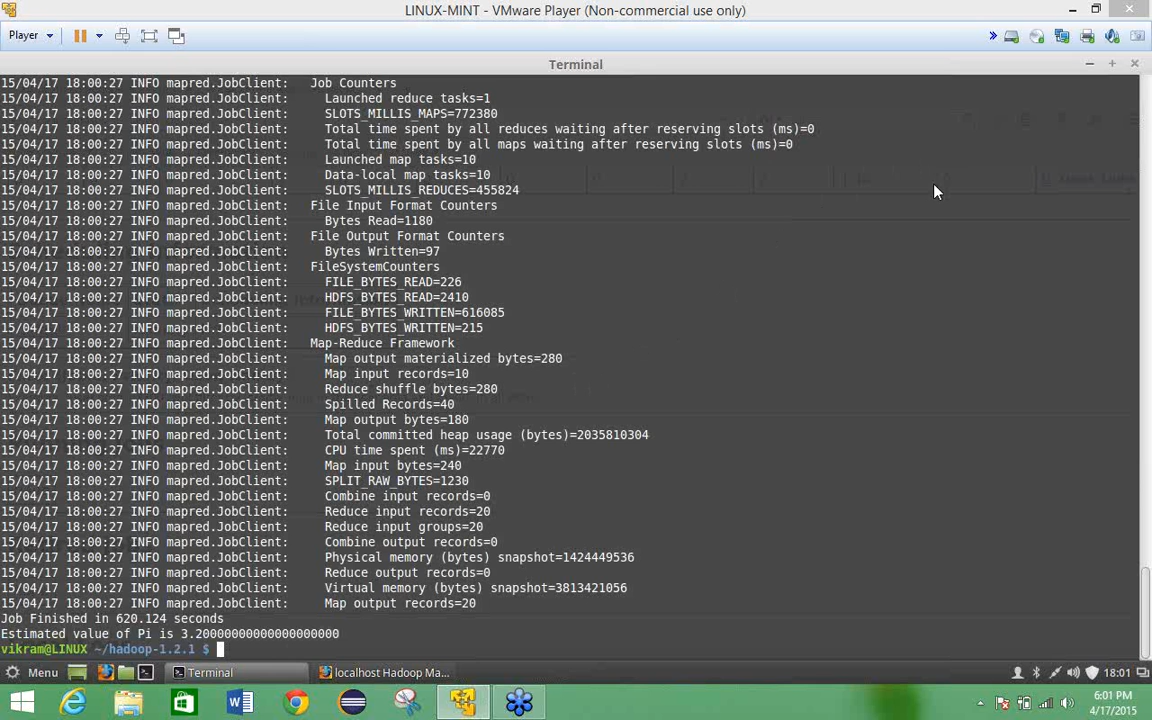 LINUX-MINT - VMware Player (Non-commercial use only)
Player
Terminal
15/04/17 18:00:27 INFO mapred.JobClient:   Job Counters
15/04/17 18:00:27 INFO mapred.JobClient:     Launched reduce tasks=1
15/04/17 18:00:27 INFO mapred.JobClient:     SLOTS_MILLIS_MAPS=772380
15/04/17 18:00:27 INFO mapred.JobClient:     Total time spent by all reduces waiting after reserving slots (ms)=0
15/04/17 18:00:27 INFO mapred.JobClient:     Total time spent by all maps waiting after reserving slots (ms)=0
15/04/17 18:00:27 INFO mapred.JobClient:     Launched map tasks=10
15/04/17 18:00:27 INFO mapred.JobClient:     Data-local map tasks=10
15/04/17 18:00:27 INFO mapred.JobClient:     SLOTS_MILLIS_REDUCES=455824
15/04/17 18:00:27 INFO mapred.JobClient:   File Input Format Counters
15/04/17 18:00:27 INFO mapred.JobClient:     Bytes Read=1180
15/04/17 18:00:27 INFO mapred.JobClient:   File Output Format Counters
15/04/17 18:00:27 INFO mapred.JobClient:     Bytes Written=97
15/04/17 18:00:27 INFO mapred.JobClient:   FileSystemCounters
15/04/17 18:00:27 INFO mapred.JobClient:     FILE_BYTES_READ=226
15/04/17 18:00:27 INFO mapred.JobClient:     HDFS_BYTES_READ=2410
15/04/17 18:00:27 INFO mapred.JobClient:     FILE_BYTES_WRITTEN=616085
15/04/17 18:00:27 INFO mapred.JobClient:     HDFS_BYTES_WRITTEN=215
15/04/17 18:00:27 INFO mapred.JobClient:   Map-Reduce Framework
15/04/17 18:00:27 INFO mapred.JobClient:     Map output materialized bytes=280
15/04/17 18:00:27 INFO mapred.JobClient:     Map input records=10
15/04/17 18:00:27 INFO mapred.JobClient:     Reduce shuffle bytes=280
15/04/17 18:00:27 INFO mapred.JobClient:     Spilled Records=40
15/04/17 18:00:27 INFO mapred.JobClient:     Map output bytes=180
15/04/17 18:00:27 INFO mapred.JobClient:     Total committed heap usage (bytes)=2035810304
15/04/17 18:00:27 INFO mapred.JobClient:     CPU time spent (ms)=22770
15/04/17 18:00:27 INFO mapred.JobClient:     Map input bytes=240
15/04/17 18:00:27 INFO mapred.JobClient:     SPLIT_RAW_BYTES=1230
15/04/17 18:00:27 INFO mapred.JobClient:     Combine input records=0
15/04/17 18:00:27 INFO mapred.JobClient:     Reduce input records=20
15/04/17 18:00:27 INFO mapred.JobClient:     Reduce input groups=20
15/04/17 18:00:27 INFO mapred.JobClient:     Combine output records=0
15/04/17 18:00:27 INFO mapred.JobClient:     Physical memory (bytes) snapshot=1424449536
15/04/17 18:00:27 INFO mapred.JobClient:     Reduce output records=0
15/04/17 18:00:27 INFO mapred.JobClient:     Virtual memory (bytes) snapshot=3813421056
15/04/17 18:00:27 INFO mapred.JobClient:     Map output records=20
Job Finished in 620.124 seconds
Estimated value of Pi is 3.20000000000000000000
vikram@LINUX ~/hadoop-1.2.1 $
Menu Terminal localhost Hadoop Ma... 18:01
6:01 PM
4/17/2015